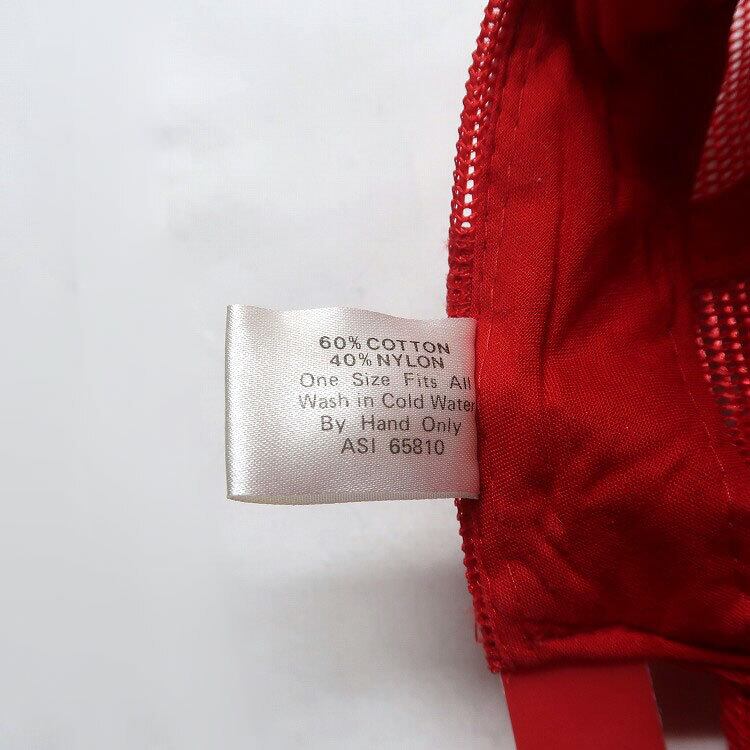 60% COTTON
40% NYLON
One Size Fits All
Wash in Cold Water
By Hand Only
ASI 65810